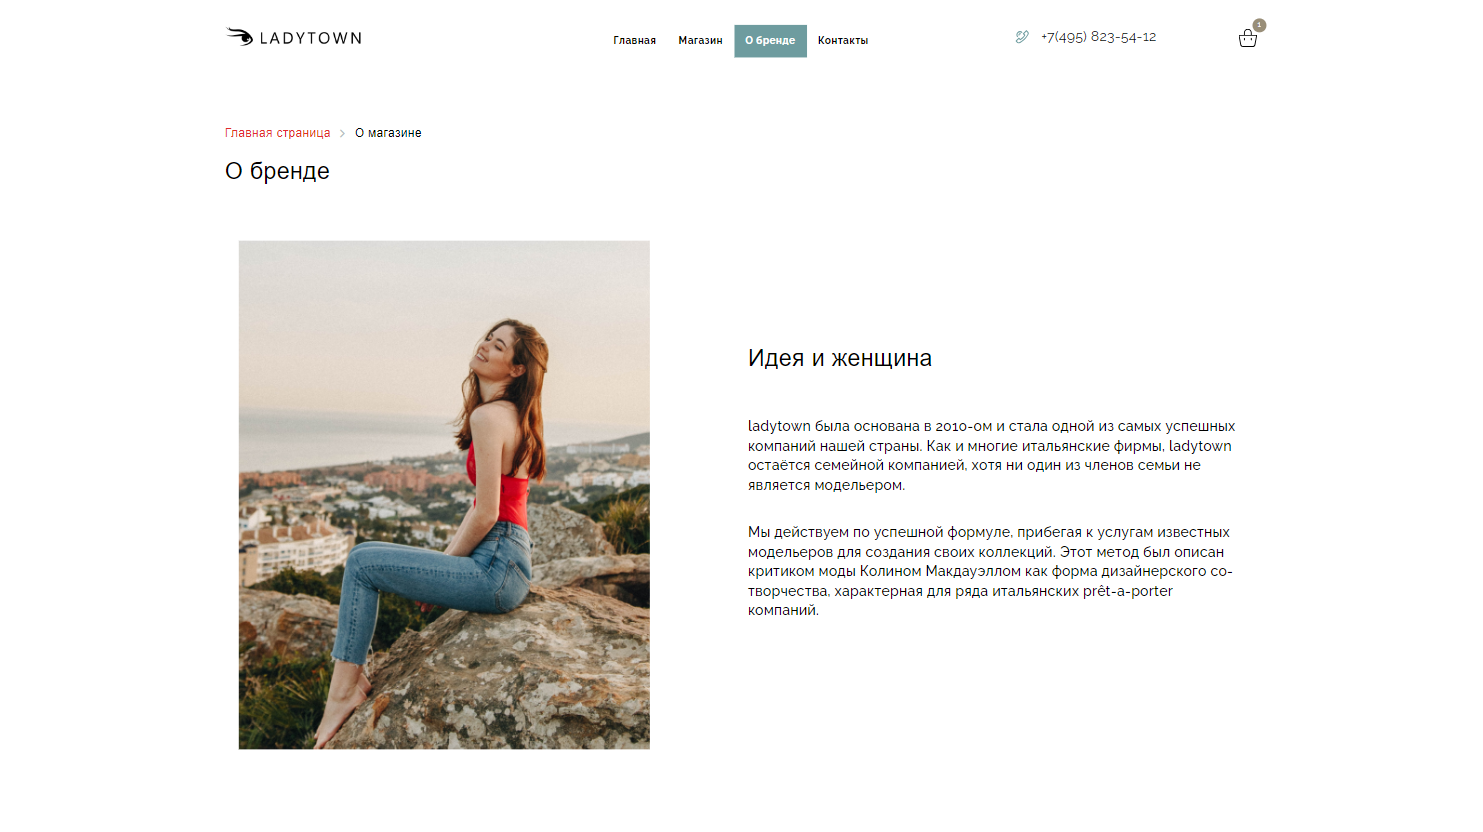 LADYTOWN
Главная Магазин О бренде Контакты
+7(495) 823-54-12
1
Главная страница > О магазине
О бренде
Идея и женщина
ladytown была основана в 2010-ом и стала одной из самых успешных
компаний нашей страны. Как и многие итальянские фирмы, ladytown
остаётся семейной компанией, хотя ни один из членов семьи не
является модельером.
Мы действуем по успешной формуле, прибегая к услугам известных
модельеров для создания своих коллекций. Этот метод был описан
критиком моды Колином Макдауэллом как форма дизайнерского со-
творчества, характерная для ряда итальянских prêt-a-porter
компаний.